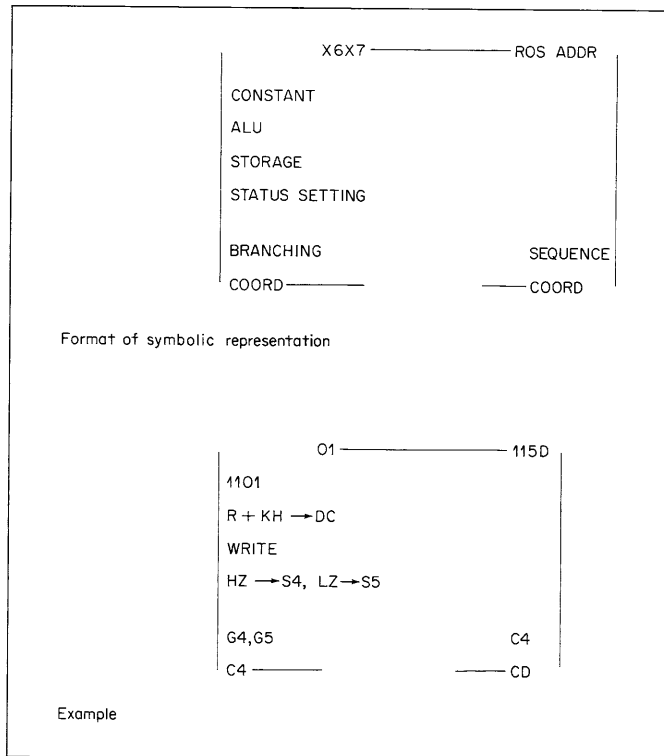 X6X7 ROS ADDR
CONSTANT
ALU
STORAGE
STATUS SETTING
BRANCHING SEQUENCE
COORD COORD
Format of symbolic representation
01 115D
1101
R + KH → DC
WRITE
HZ → S4, LZ → S5
G4,G5 C4
C4 CD
Example